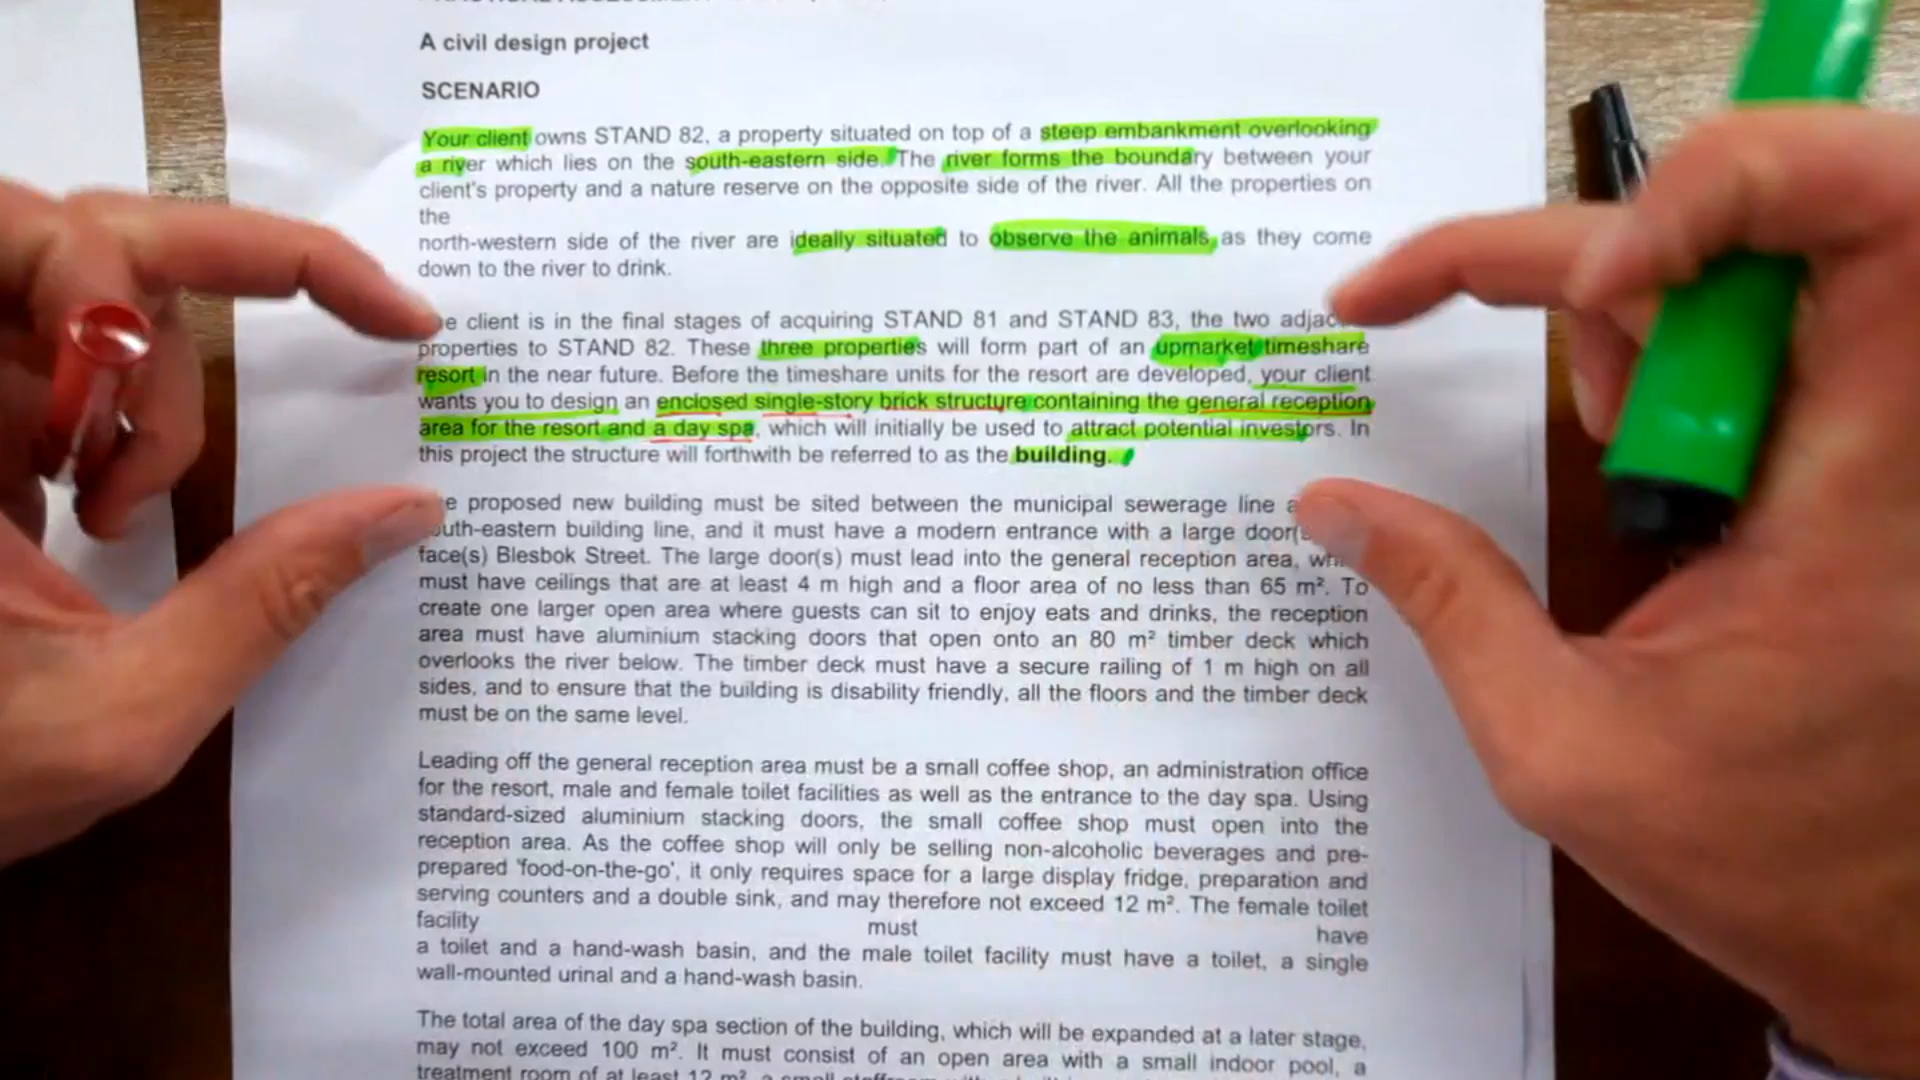 A civil design project
SCENARIO
Your client owns STAND 82, a property situated on top of a steep embankment overlooking
a river which lies on the south-eastern side. The river forms the boundary between your
client's property and a nature reserve on the opposite side of the river. All the properties on
the
north-western side of the river are ideally situated to observe the animals, as they come
down to the river to drink.
client is in the final stages of acquiring STAND 81 and STAND 83, the two
properties to STAND 82. These three properties will form part of an upmarket timeshare
resort in the near future. Before the timeshare units for the resort are developed, your client
wants you to design an enclosed single-story brick structure containing the general reception
area for the resort and a day spa, which will initially be used to attract potential investors. In
this project the structure will forthwith be referred to as the building.
proposed new building must be sited between the municipal sewerage line
building line, and it must have a modern entrance with a large
face(s) Blesbok Street. The large door(s) must lead into the general reception area,
must have ceilings that are at least 4 m high and a floor area of no less than 65 m². To
create one larger open area where guests can sit to enjoy eats and drinks, the reception
area must have aluminium stacking doors that open onto an 80 m² timber deck which
overlooks the river below. The timber deck must have a secure railing of 1 m high on all
sides, and to ensure that the building is disability friendly, all the floors and the timber deck
must be on the same level.
Leading off the general reception area must be a small coffee shop, an administration office
for the resort, male and female toilet facilities as well as the entrance to the day spa. Using
standard-sized aluminium stacking doors, the small coffee shop must open into the
reception area. As the coffee shop will only be selling non-alcoholic beverages and pre-
prepared 'food-on-the-go', it only requires space for a large display fridge, preparation and
serving counters and a double sink, and may therefore not exceed 12 m². The female toilet
facility must have
a toilet and a hand-wash basin, and the male toilet facility must have a toilet, a single
wall-mounted urinal and a hand-wash basin.
The total area of the day spa section of the building, which will be expanded at a later stage,
may not exceed 100 m². It must consist of an open area with a small indoor pool, a
treatment room of at least 12 m², a small